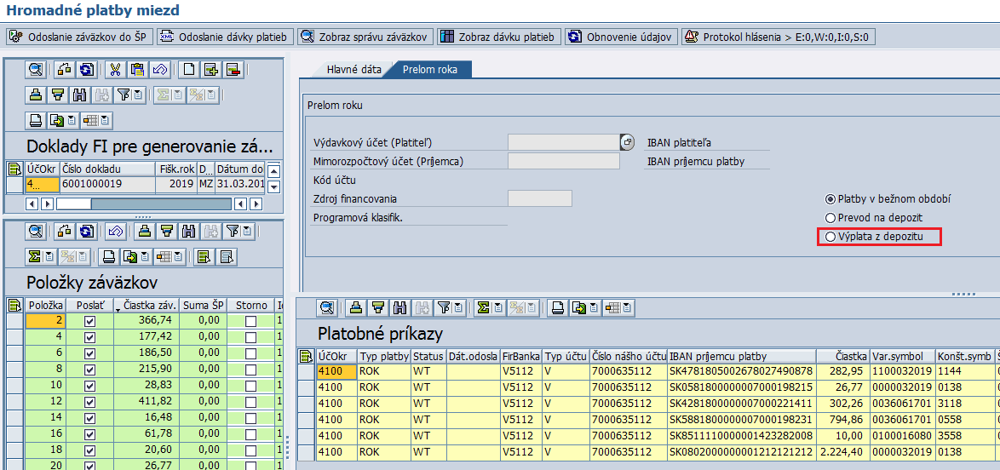 Hromadné platby miezd
Odoslanie záväzkov do ŠP Odoslanie dávky platieb Zobraz správu záväzkov Zobraz dávku platieb Obnovenie údajov Protokol hlásenia > E:0,W:0,I:0,S:0
Doklady FI pre generovanie zá...
ÚčOkr Číslo dokladu Fišk.rok D... Dátum do
4... 6001000019 2019 MZ 31.03.201
Položky záväzkov
Položka Poslať Čiastka záv. Suma ŠP Storno
2 366,74 0,00
4 177,42 0,00
6 186,50 0,00
8 215,90 0,00
10 28,83 0,00
12 411,82 0,00
14 16,48 0,00
16 61,78 0,00
18 20,60 0,00
20 26,77 0,00
Hlavné dáta Prelom roka
Prelom roku
Výdavkový účet (Platiteľ) IBAN platiteľa
Mimorozpočtový účet (Príjemca) IBAN príjemcu platby
Kód účtu
Zdroj financovania
Programová klasifik.
Platby v bežnom období
Prevod na depozit
Výplata z depozitu
Platobné príkazy
ÚčOkr Typ platby Status Dát.odosla FirBanka Typ účtu Číslo nášho účtu IBAN príjemcu platby Čiastka Var.symbol Konšt.symb
4100 ROK WT V5112 V 7000635112 SK4781805002678027490878 282,95 1100032019 1144
4100 ROK WT V5112 V 7000635112 SK0581800000007000198215 26,77 0000032019 0138
4100 ROK WT V5112 V 7000635112 SK4281800000007000221411 302,26 0036061701 3118
4100 ROK WT V5112 V 7000635112 SK5881800000007000198231 794,86 0036061701 0558
4100 ROK WT V5112 V 7000635112 SK8511110000001423282008 10,00 0100016080 3558
4100 ROK WT V5112 V 7000635112 SK0802000000001212121212 2.224,40 0000032019 0138